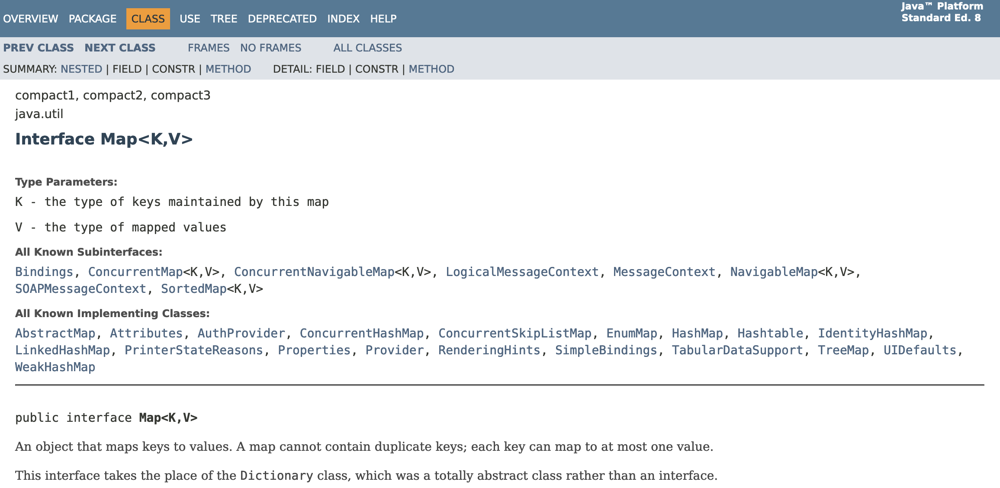 OVERVIEW PACKAGE CLASS USE TREE DEPRECATED INDEX HELP
Java™ Platform
Standard Ed. 8
PREV CLASS NEXT CLASS FRAMES NO FRAMES ALL CLASSES
SUMMARY: NESTED | FIELD | CONSTR | METHOD DETAIL: FIELD | CONSTR | METHOD
compact1, compact2, compact3
java.util
Interface Map<K,V>
Type Parameters:
K - the type of keys maintained by this map
V - the type of mapped values
All Known Subinterfaces:
Bindings, ConcurrentMap<K,V>, ConcurrentNavigableMap<K,V>, LogicalMessageContext, MessageContext, NavigableMap<K,V>,
SOAPMessageContext, SortedMap<K,V>
All Known Implementing Classes:
AbstractMap, Attributes, AuthProvider, ConcurrentHashMap, ConcurrentSkipListMap, EnumMap, HashMap, Hashtable, IdentityHashMap,
LinkedHashMap, PrinterStateReasons, Properties, Provider, RenderingHints, SimpleBindings, TabularDataSupport, TreeMap, UIDefaults,
WeakHashMap
public interface Map<K,V>
An object that maps keys to values. A map cannot contain duplicate keys; each key can map to at most one value.
This interface takes the place of the Dictionary class, which was a totally abstract class rather than an interface.